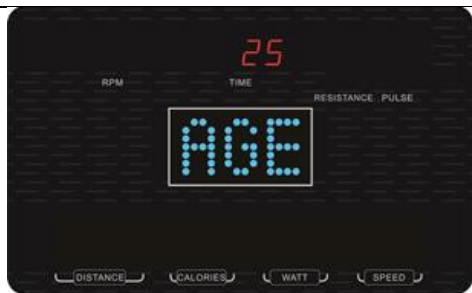 25
RPM TIME
RESISTANCE PULSE
AGE
DISTANCE CALORIES WATT SPEED